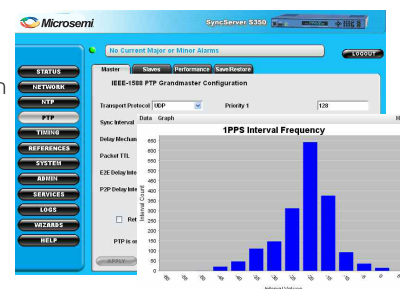 Microsemi
SyncServer S350
No Current Major or Minor Alarms
LOGOUT
STATUS
NETWORK
NTP
PTP
TIMING
REFERENCES
SYSTEM
ADMIN
SERVICES
LOGS
WIZARDS
HELP
Master Slaves Performance Save/Restore
IEEE-1588 PTP Grandmaster Configuration
Transport Protocol UDP Priority 1 128
Sync Interval
Delay Mechan
Packet TTL
E2E Delay Inte
P2P Delay Inte
Ret
PTP is or
APPLY
Data Graph H
1PPS Interval Frequency
Interval Count
650
600
550
500
450
400
350
300
250
200
150
100
50
0
n